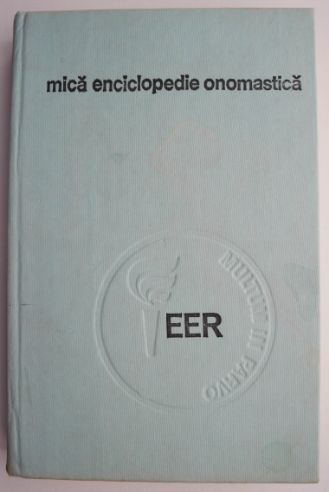 mică enciclopedie onomastică
MULTUM IN PARVO
EER